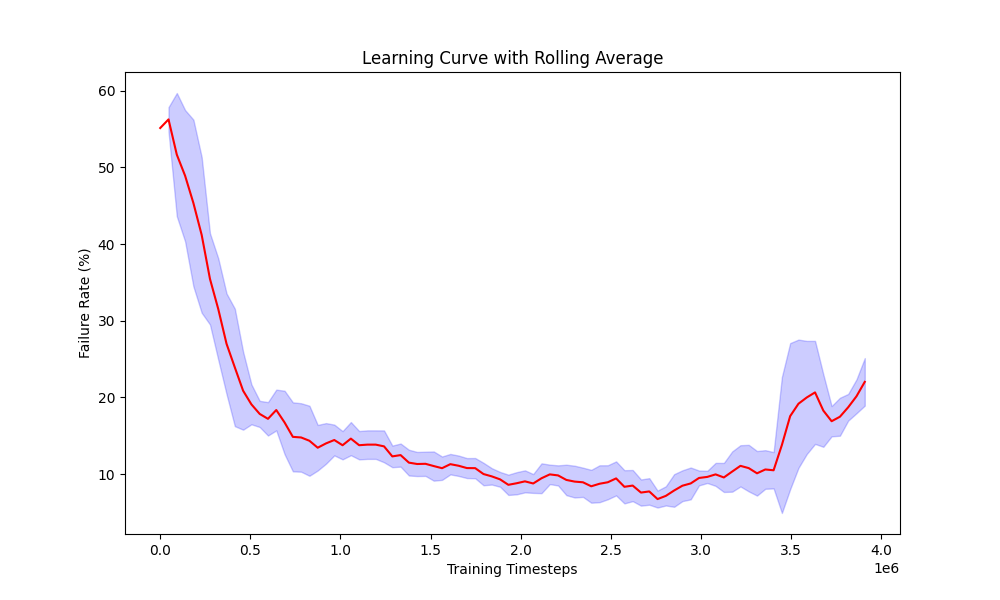 Learning Curve with Rolling Average
60
50
40
30
20
10
Failure Rate (%)
0.0 0.5 1.0 1.5 2.0 2.5 3.0 3.5 4.0
1e6
Training Timesteps